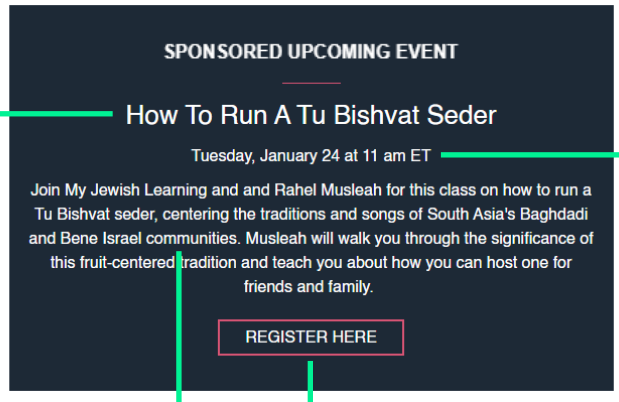 SPONSORED UPCOMING EVENT
How To Run A Tu Bishvat Seder
Tuesday, January 24 at 11 am ET
Join My Jewish Learning and and Rahel Musleah for this class on how to run a
Tu Bishvat seder, centering the traditions and songs of South Asia's Baghdadi
and Bene Israel communities. Musleah will walk you through the significance of
this fruit-centered tradition and teach you about how you can host one for
friends and family.
REGISTER HERE